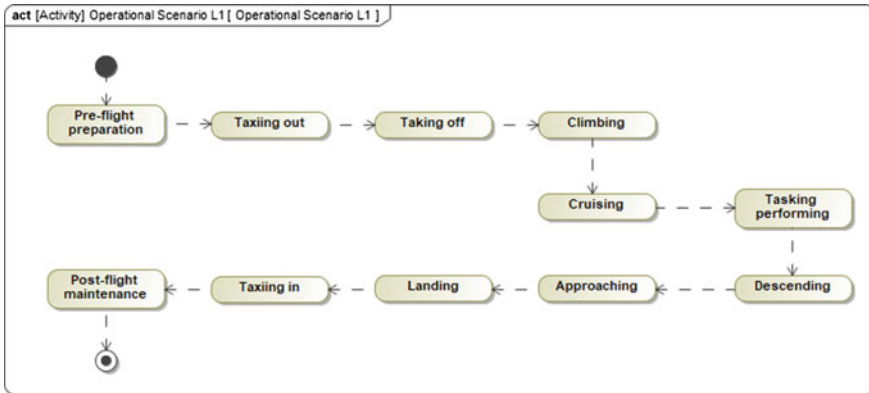 act [Activity] Operational Scenario L1 [ Operational Scenario L1 ]
Pre-flight
preparation
Taxiing out
Taking off
Climbing
Cruising
Tasking
performing
Post-flight
maintenance
Taxiing in
Landing
Approaching
Descending